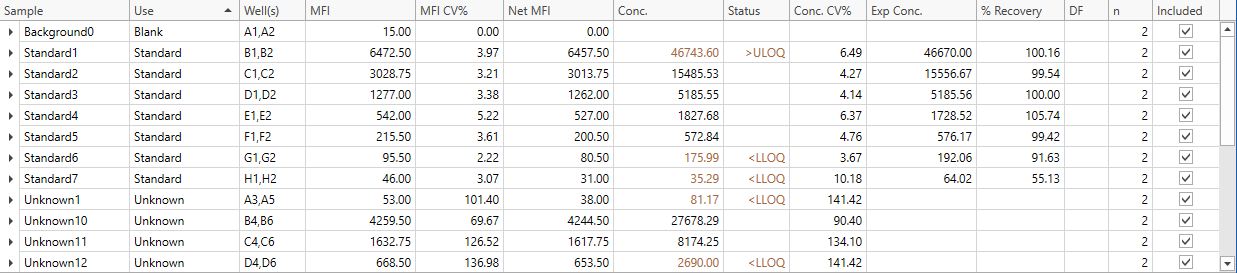 Sample Use Well(s) MFI MFI CV% Net MFI Conc. Status Conc. CV% Exp Conc. % Recovery DF n Included
Background0 Blank A1,A2 15.00 0.00 0.00 2
Standard1 Standard B1,B2 6472.50 3.97 6457.50 46743.60 >ULOQ 6.49 46670.00 100.16 2
Standard2 Standard C1,C2 3028.75 3.21 3013.75 15485.53 4.27 15556.67 99.54 2
Standard3 Standard D1,D2 1277.00 3.38 1262.00 5185.55 4.14 5185.56 100.00 2
Standard4 Standard E1,E2 542.00 5.22 527.00 1827.68 6.37 1728.52 105.74 2
Standard5 Standard F1,F2 215.50 3.61 200.50 572.84 4.76 576.17 99.42 2
Standard6 Standard G1,G2 95.50 2.22 80.50 175.99 <LLOQ 3.67 192.06 91.63 2
Standard7 Standard H1,H2 46.00 3.07 31.00 35.29 <LLOQ 10.18 64.02 55.13 2
Unknown1 Unknown A3,A5 53.00 101.40 38.00 81.17 <LLOQ 141.42 2
Unknown10 Unknown B4,B6 4259.50 69.67 4244.50 27678.29 90.40 2
Unknown11 Unknown C4,C6 1632.75 126.52 1617.75 8174.25 134.10 2
Unknown12 Unknown D4,D6 668.50 136.98 653.50 2690.00 <LLOQ 141.42 2